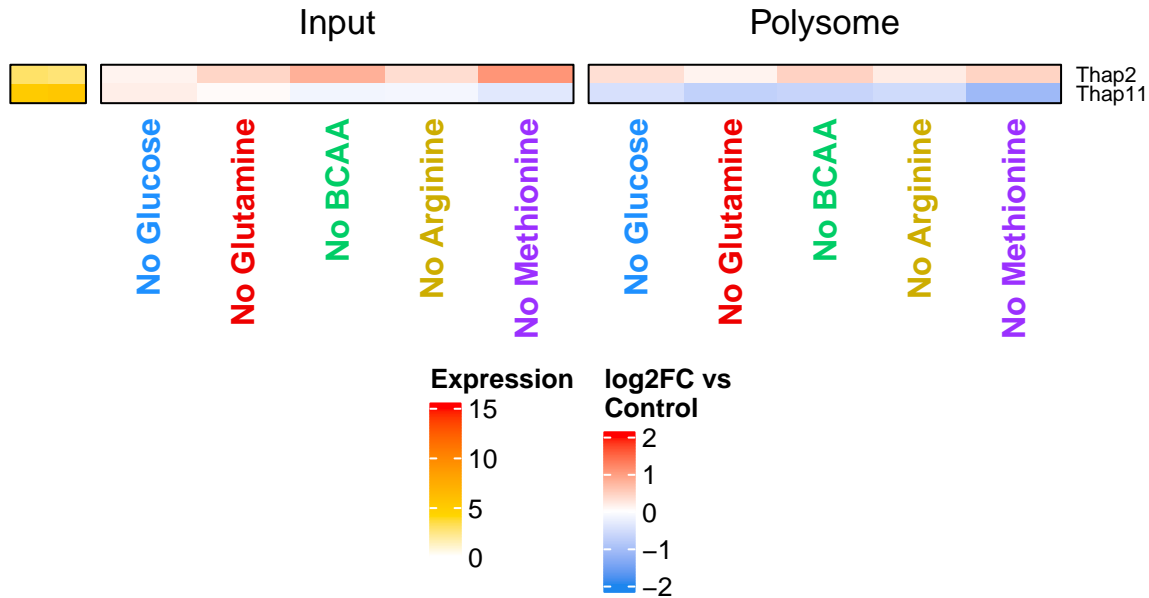 Input
Polysome
Thap2
Thap11
No Glucose
No Glutamine
No BCAA
No Arginine
No Methionine
No Glucose
No Glutamine
No BCAA
No Arginine
No Methionine
Expression
15
10
5
0
log2FC vs
Control
2
1
0
−1
−2